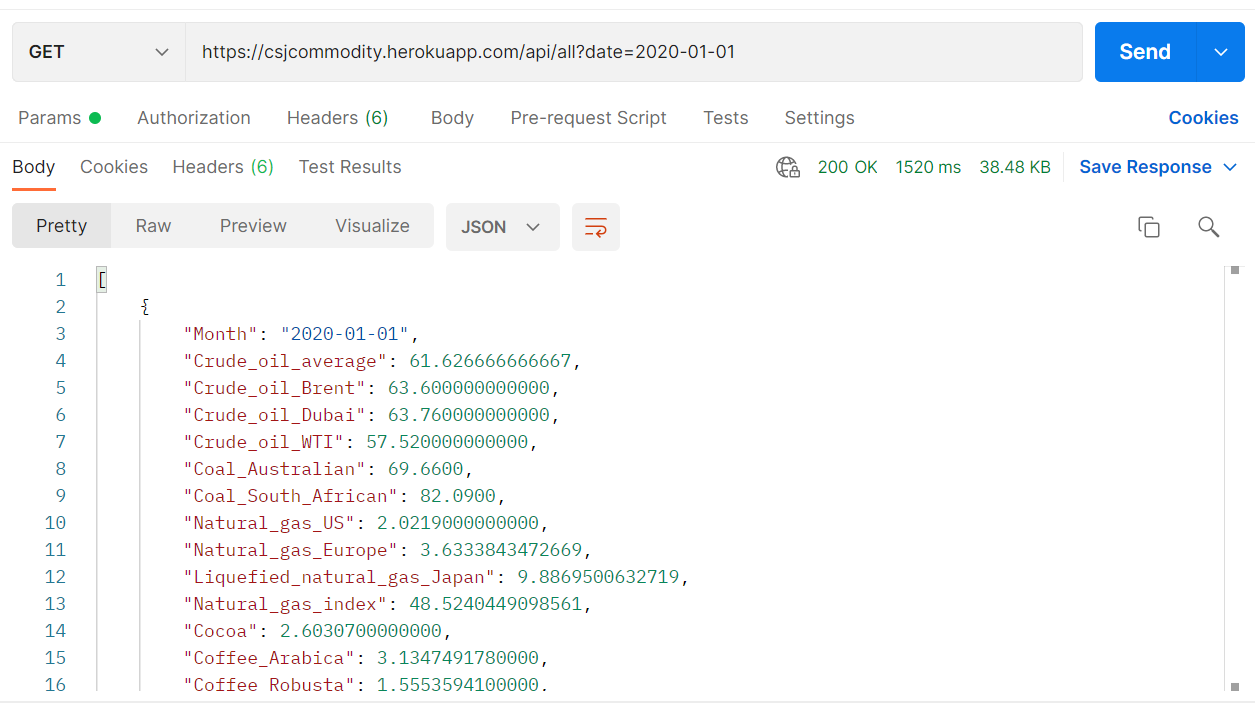 GET https://csjcommodity.herokuapp.com/api/all?date=2020-01-01 Send
Params Authorization Headers (6) Body Pre-request Script Tests Settings Cookies
Body Cookies Headers (6) Test Results 200 OK 1520 ms 38.48 KB Save Response
Pretty Raw Preview Visualize JSON
1 [
2 {
3 "Month": "2020-01-01",
4 "Crude_oil_average": 61.626666666667,
5 "Crude_oil_Brent": 63.600000000000,
6 "Crude_oil_Dubai": 63.760000000000,
7 "Crude_oil_WTI": 57.520000000000,
8 "Coal_Australian": 69.6600,
9 "Coal_South_African": 82.0900,
10 "Natural_gas_US": 2.0219000000000,
11 "Natural_gas_Europe": 3.6333843472669,
12 "Liquefied_natural_gas_Japan": 9.8869500632719,
13 "Natural_gas_index": 48.5240449098561,
14 "Cocoa": 2.6030700000000,
15 "Coffee_Arabica": 3.1347491780000,
16 "Coffee Robusta": 1.5553594100000.